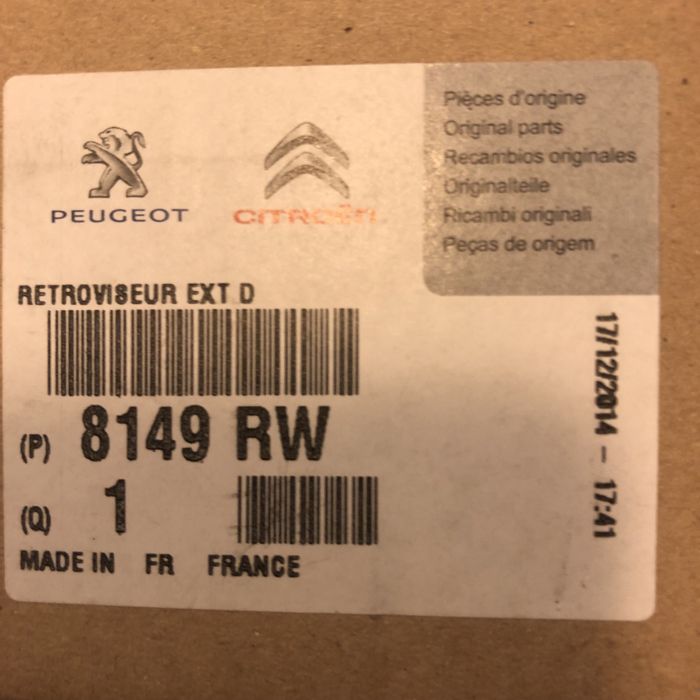 PEUGEOT
CITROËN
Pièces d'origine
Original parts
Recambios originales
Originalteile
Ricambi originali
Peças de origem
RETROVISEUR EXT D
(P) 8149 RW
(Q) 1
MADE IN FR FRANCE
17/12/2014 - 17:41